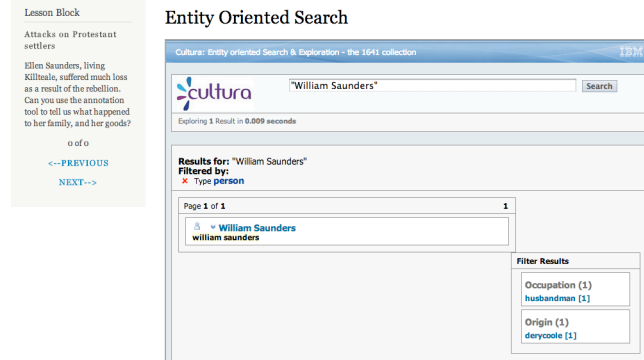 Lesson Block
Attacks on Protestant
settlers
Ellen Saunders, living
Killteale, suffered much loss
as a result of the rebellion.
Can you use the annotation
tool to tell us what happened
to her family, and her goods?
0 of 0
<--PREVIOUS
NEXT-->
Entity Oriented Search
Cultura: Entity oriented Search & Exploration - the 1641 collection
IBM
cultura
"William Saunders"
Search
Exploring 1 Result in 0.009 seconds
Results for: "William Saunders"
Filtered by:
x Type person
Page 1 of 1 1
William Saunders
william saunders
Filter Results
Occupation (1)
husbandman [1]
Origin (1)
derycoole [1]